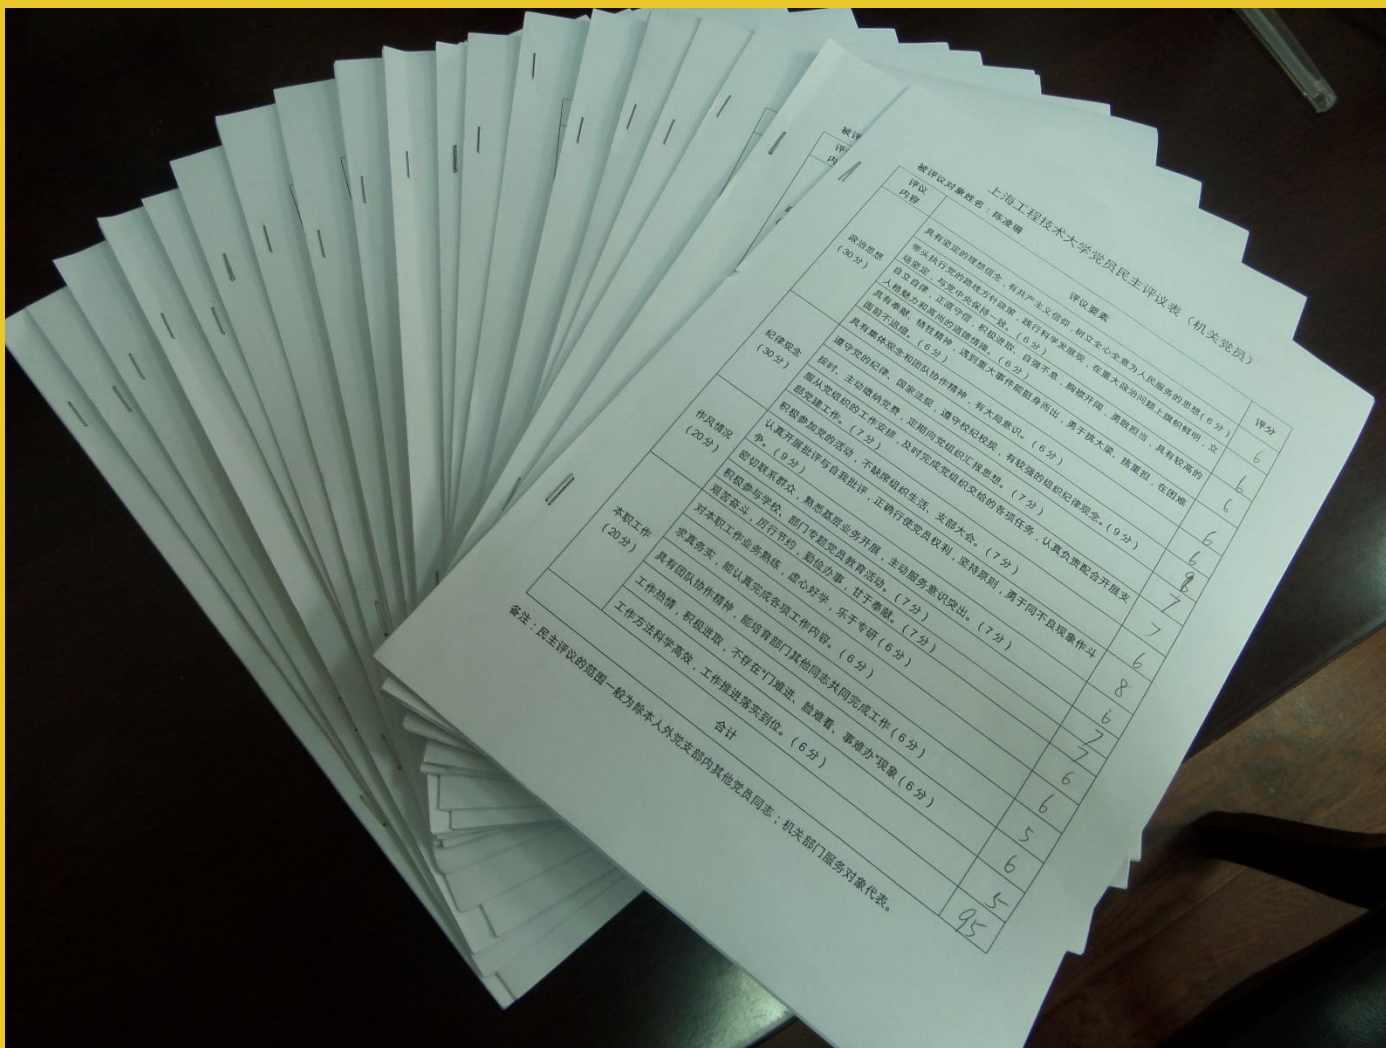 上海工程技术大学党员民主评议表（机关党员）
被评议对象姓名：陈凌珊
评议
内容
评议要素
评分
政治思想
（30分）
具有坚定的理想信念，有共产主义信仰，树立全心全意为人民服务的思想(6分)
6
带头执行党的路线方针政策，践行科学发展观，在重大政治问题上旗帜鲜明，立
场坚定，与党中央保持一致。（6分）
6
自立自律，正直守信，积极进取、自强不息，胸襟开阔，勇敢担当，具有较高的
人格魅力和高尚的道德情操。（6分）
6
具有奉献、牺牲精神，遇到重大事件能挺身而出，勇于挑大梁、挑重担，在困难
面前不退缩。（6分）
6
具有集体观念和团队协作精神，有大局意识。（6分）
6
纪律观念
（30分）
遵守党的纪律、国家法规，遵守校纪校规，有较强的组织纪律观念。（9分）
按时、主动缴纳党费，定期向党组织汇报思想。（7分）
7
服从党组织的工作安排，及时完成党组织交给的各项任务，认真负责配合开展支
部党建工作。（7分）
7
积极参加党的活动，不缺席组织生活、支部大会。（7分）
6
认真开展批评与自我批评，正确行使党员权利，坚持原则，勇于同不良现象作斗
争。（9分）
8
作风情况
（20分）
密切联系群众，熟悉基层业务开展，主动服务意识突出。（7分）
6
积极参与学校、部门专题党员教育活动。（7分）
7
艰苦奋斗，厉行节约，勤俭办事，甘于奉献。（7分）
7
本职工作
（20分）
对本职工作业务熟练，虚心好学，乐于专研（6分）
6
求真务实，能认真完成各项工作内容。（6分）
6
具有团队协作精神，能培育部门其他同志共同完成工作（6分）
5
工作热情，积极进取，不存在“门难进、脸难看、事难办”现象（6分）
6
工作方法科学高效，工作推进落实到位。（6分）
5
合计
95
备注：民主评议的范围一般为除本人外党支部内其他党员同志；机关部门服务对象代表。